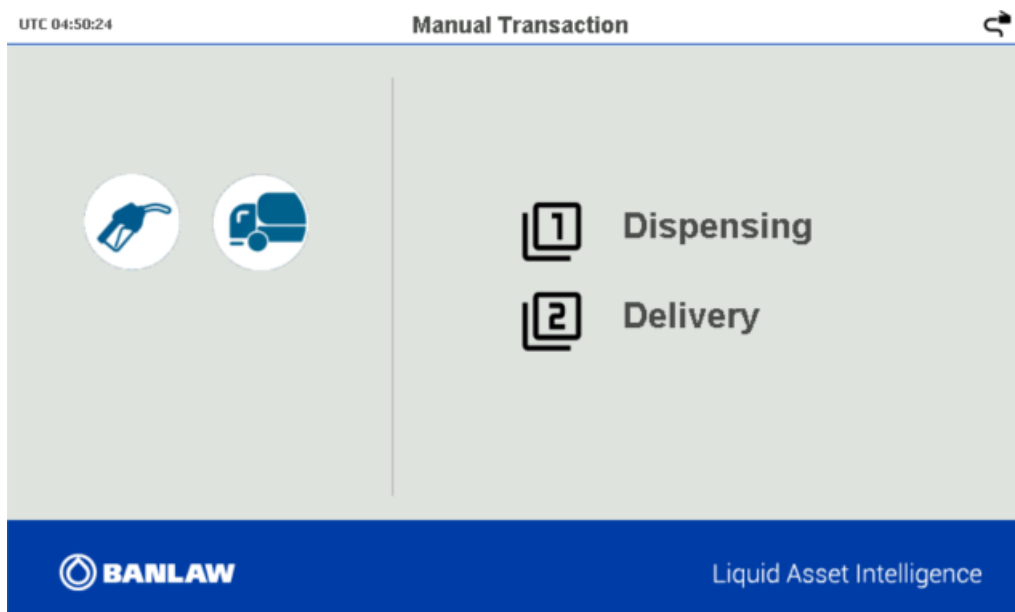 UTC 04:50:24
Manual Transaction
1 Dispensing
2 Delivery
BANLAW
Liquid Asset Intelligence